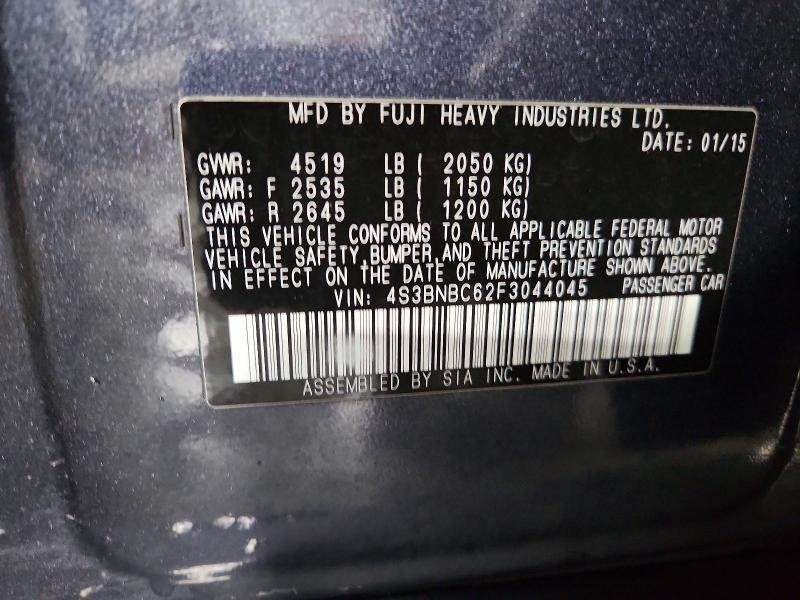 MFD BY FUJI HEAVY INDUSTRIES LTD.
DATE: 01/15
GVWR: 4519 LB ( 2050 KG)
GAWR: F 2535 LB ( 1150 KG)
GAWR: R 2645 LB ( 1200 KG)
THIS VEHICLE CONFORMS TO ALL APPLICABLE FEDERAL MOTOR
VEHICLE SAFETY, BUMPER, AND THEFT PREVENTION STANDARDS
IN EFFECT ON THE DATE OF MANUFACTURE SHOWN ABOVE.
VIN: 4S3BNBC62F3044045 PASSENGER CAR
ASSEMBLED BY SIA INC. MADE IN U.S.A.